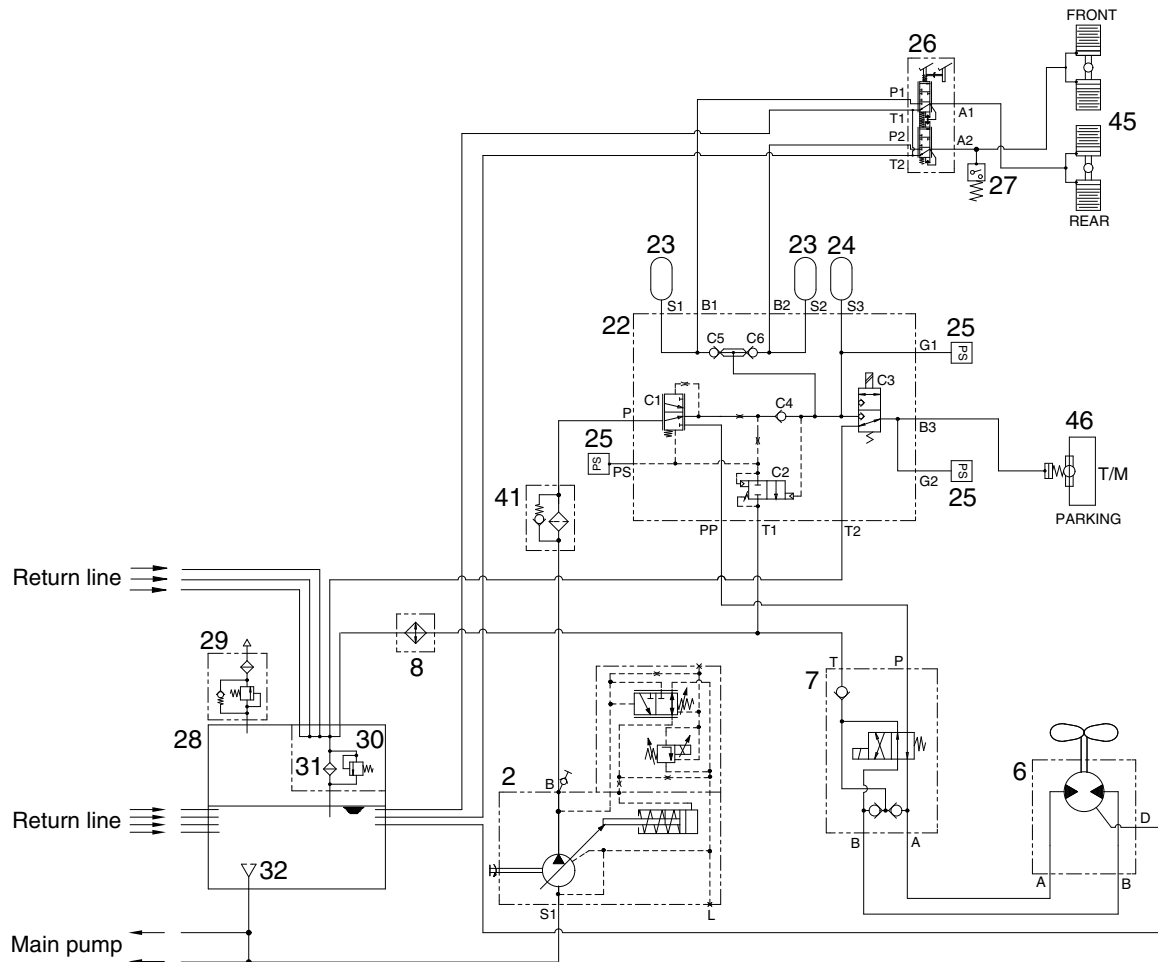 FRONT
26
P1
T1
A1
45
P2
A2
T2
27
REAR
23
23
24
S1
B1
B2
S2
S3
22
C5
C6
25
G1
PS
C3
C1
C4
P
B3
46
25
PS
PS
T/M
C2
PS
G2
25
41
PP
T1
T2
PARKING
Return line
29
8
T
P
7
28
30
31
2
6
B
Return line
D
32
B
A
A
B
S1
L
Main pump